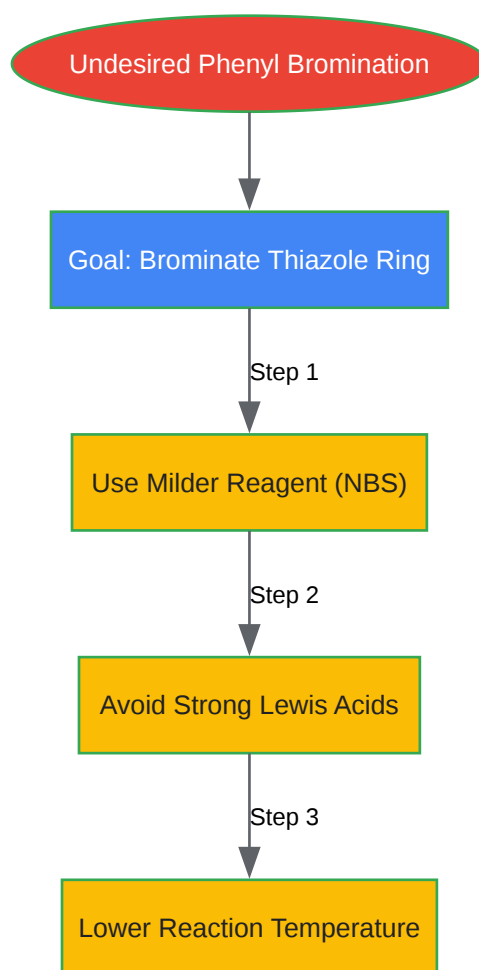 Undesired Phenyl Bromination
Goal: Brominate Thiazole Ring
Step 1
Use Milder Reagent (NBS)
Step 2
Avoid Strong Lewis Acids
Step 3
Lower Reaction Temperature